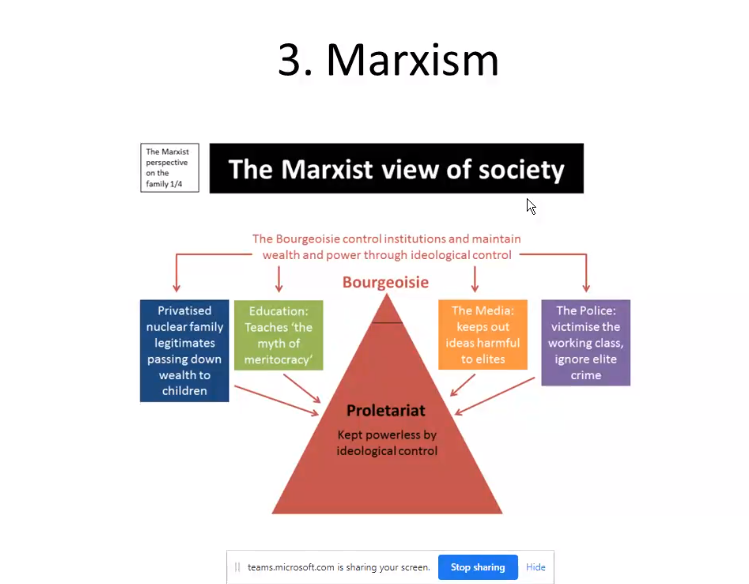 3. Marxism
The Marxist
perspective
on the
family 1/4
The Marxist view of society
The Bourgeoisie control institutions and maintain
wealth and power through ideological control
Bourgeoisie
Privatised
nuclear family
legitimates
passing down
wealth to
children
Education:
Teaches ‘the
myth of
meritocracy’
The Media:
keeps out
ideas harmful
to elites
The Police:
victimise the
working class,
ignore elite
crime
Proletariat
Kept powerless by
ideological control
teams.microsoft.com is sharing your screen.
Stop sharing
Hide